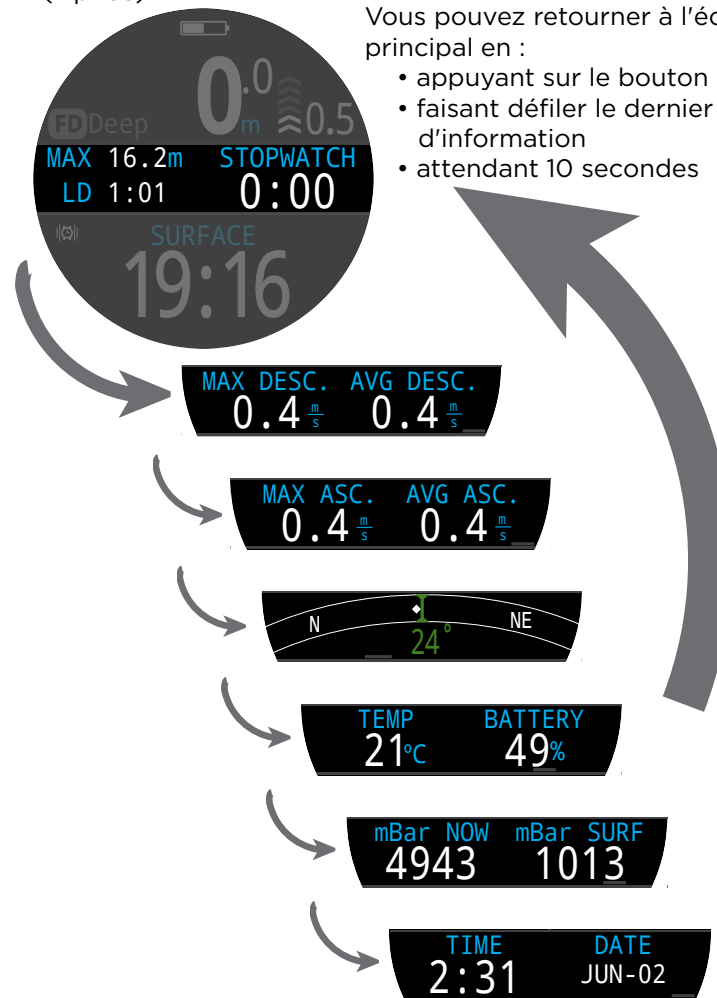 Vous pouvez retourner à l'éc
principal en :
• appuyant sur le bouton
• faisant défiler le dernier
d'information
• attendant 10 secondes
0.0
m
0.5
FD Deep
MAX 16.2m STOPWATCH
LD 1:01 0:00
SURFACE
19:16
MAX DESC. AVG DESC.
0.4 m/s 0.4 m/s
MAX ASC. AVG ASC.
0.4 m/s 0.4 m/s
N NE
24°
TEMP BATTERY
21°C 49%
mBar NOW mBar SURF
4943 1013
TIME DATE
2:31 JUN-02